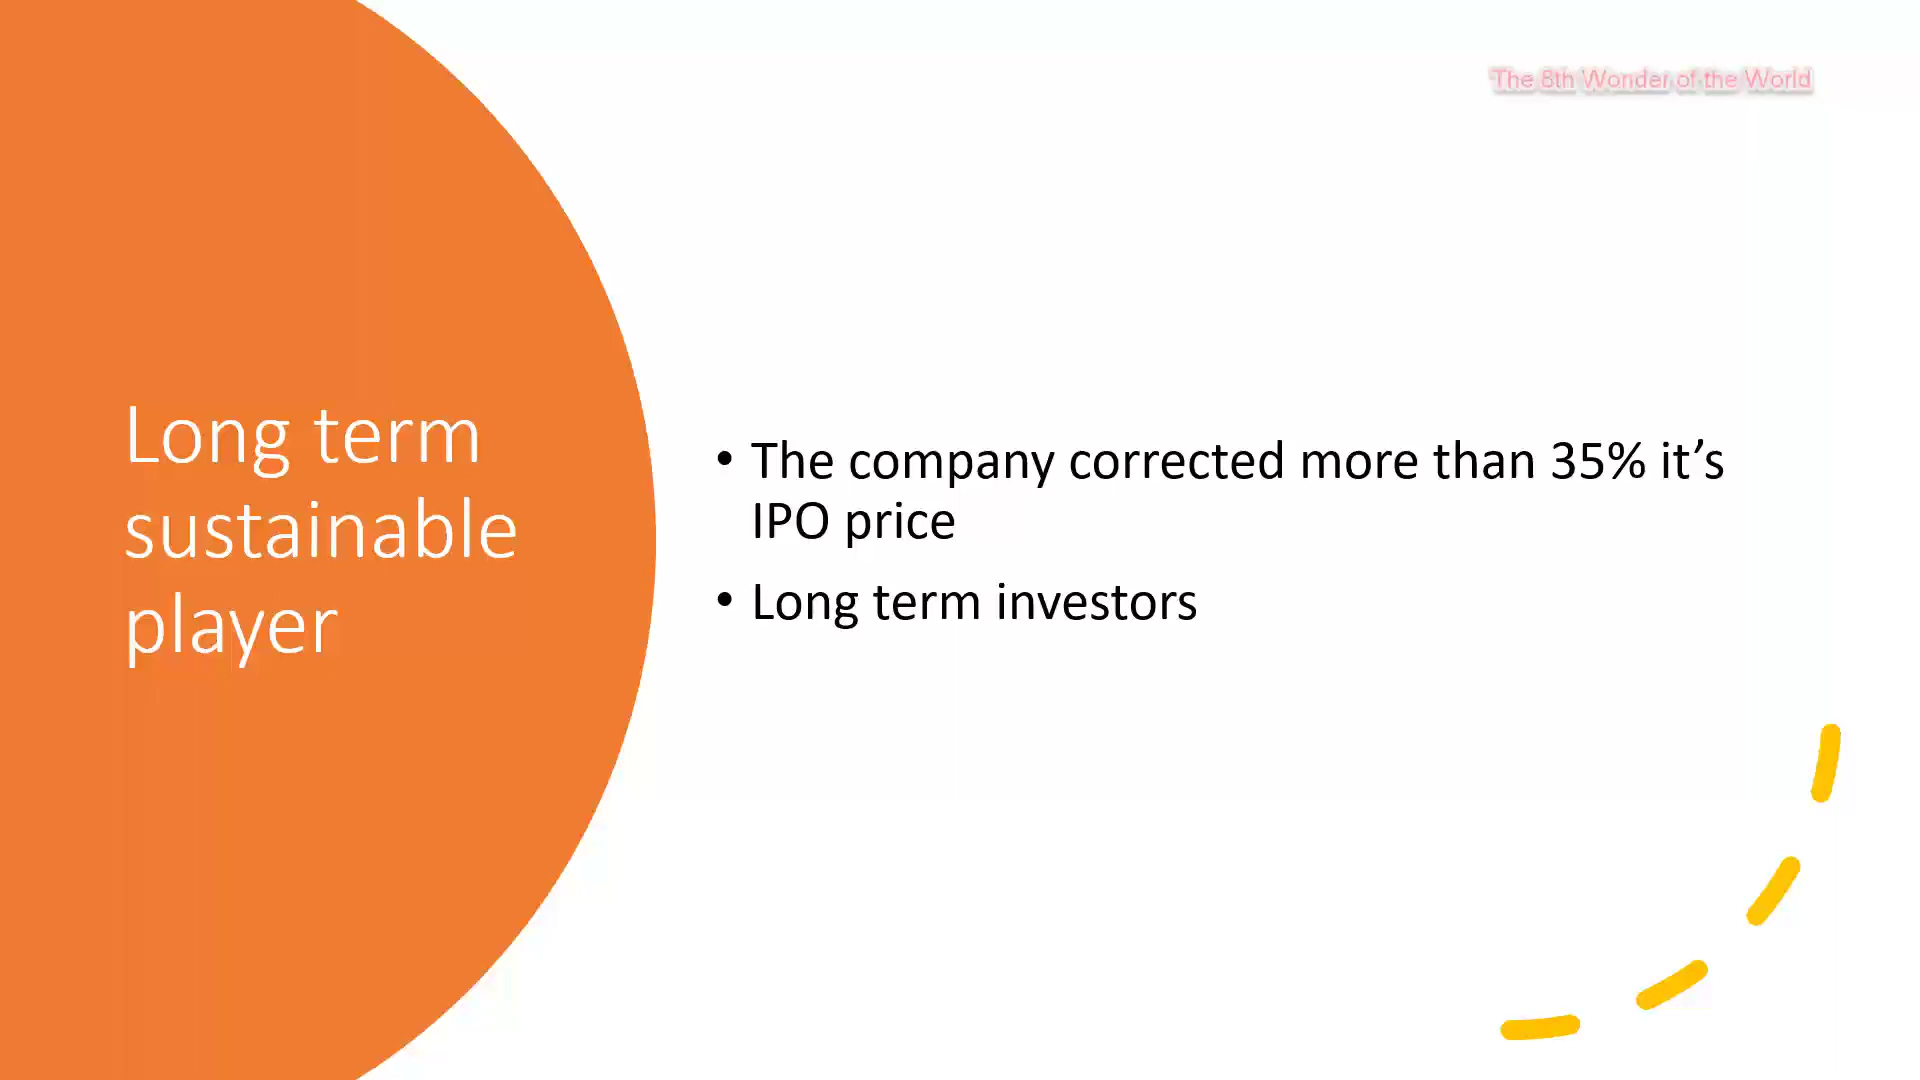 The 8th Wonder of the World
Long term
sustainable
player
• The company corrected more than 35% it’s
IPO price
• Long term investors